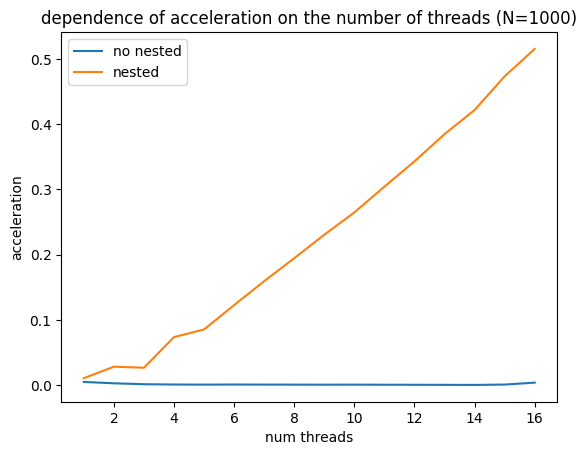 dependence of acceleration on the number of threads (N=1000)
no nested
nested
0.5
0.4
0.3
0.2
0.1
0.0
acceleration
2 4 6 8 10 12 14 16
num threads